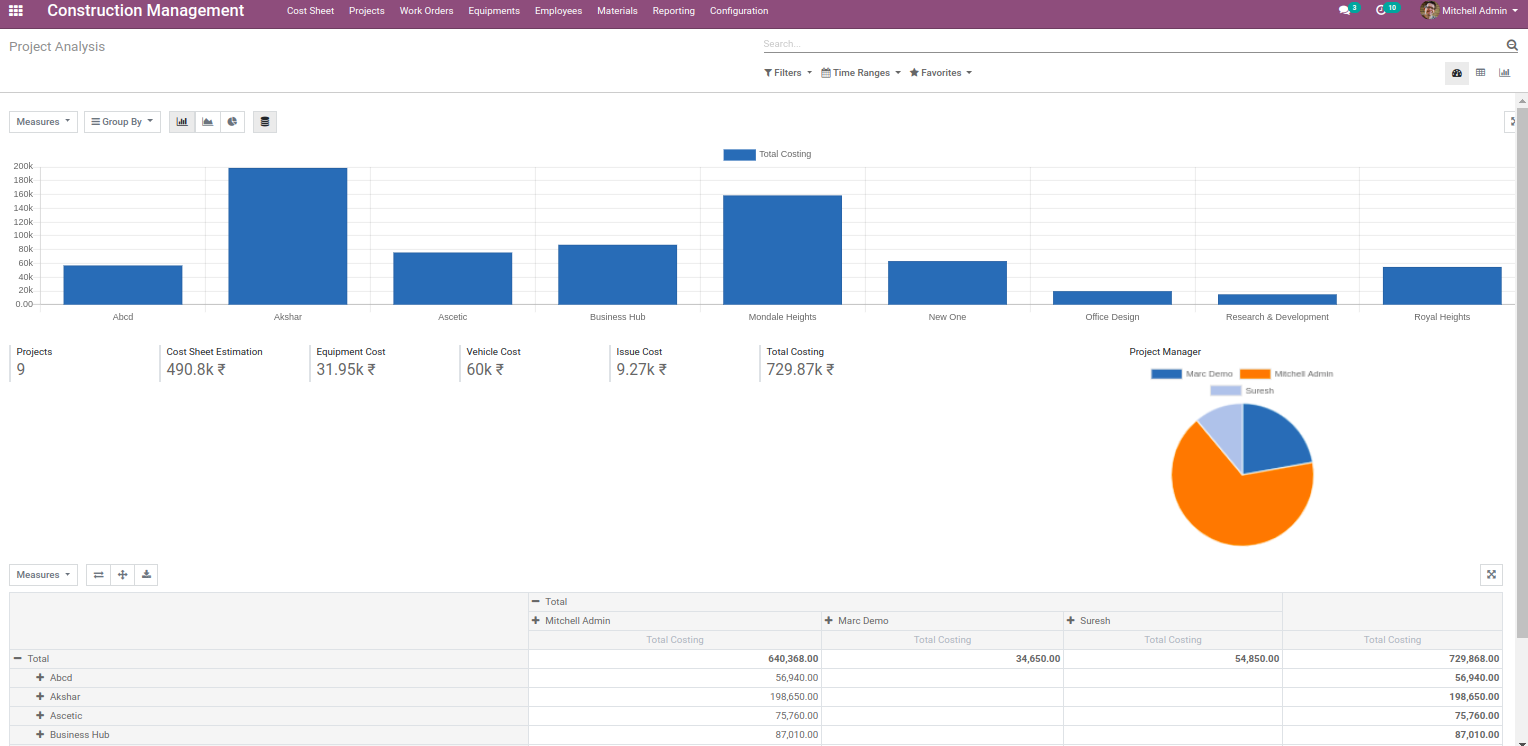 Construction Management Cost Sheet Projects Work Orders Equipments Employees Materials Reporting Configuration 3 10 Mitchell Admin
Project Analysis
Search...
Filters Time Ranges Favorites
Measures Group By
Total Costing
200k
180k
160k
140k
120k
100k
80k
60k
40k
20k
0.00
Abcd Akshar Ascetic Business Hub Mondale Heights New One Office Design Research & Development Royal Heights
Projects Cost Sheet Estimation Equipment Cost Vehicle Cost Issue Cost Total Costing Project Manager
9 490.8k ₹ 31.95k ₹ 60k ₹ 9.27k ₹ 729.87k ₹
Marc Demo Mitchell Admin
Suresh
Measures
Total
Mitchell Admin Marc Demo Suresh
Total Costing Total Costing Total Costing Total Costing
Total 640,368.00 34,650.00 54,850.00 729,868.00
Abcd 56,940.00 56,940.00
Akshar 198,650.00 198,650.00
Ascetic 75,760.00 75,760.00
Business Hub 87,010.00 87,010.00